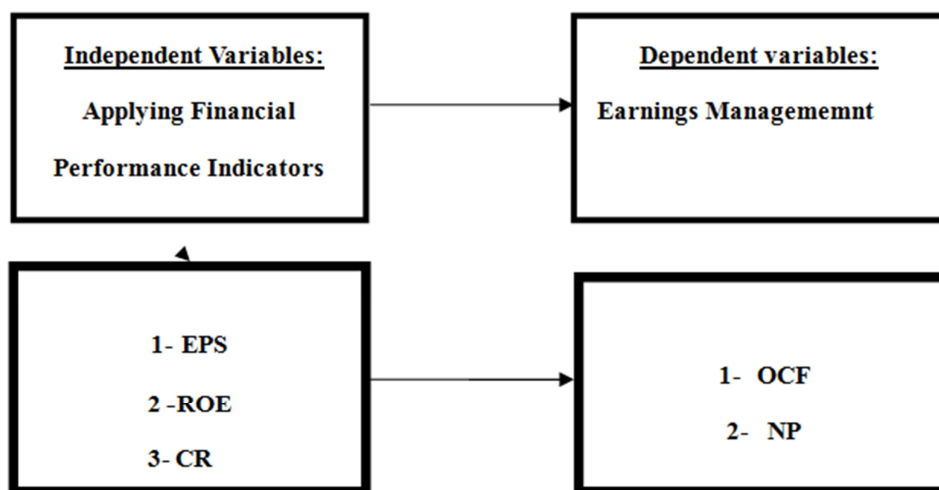 Independent Variables:
Applying Financial
Performance Indicators
Dependent variables:
Earnings Managememnt
1- EPS
2 -ROE
3- CR
1- OCF
2- NP